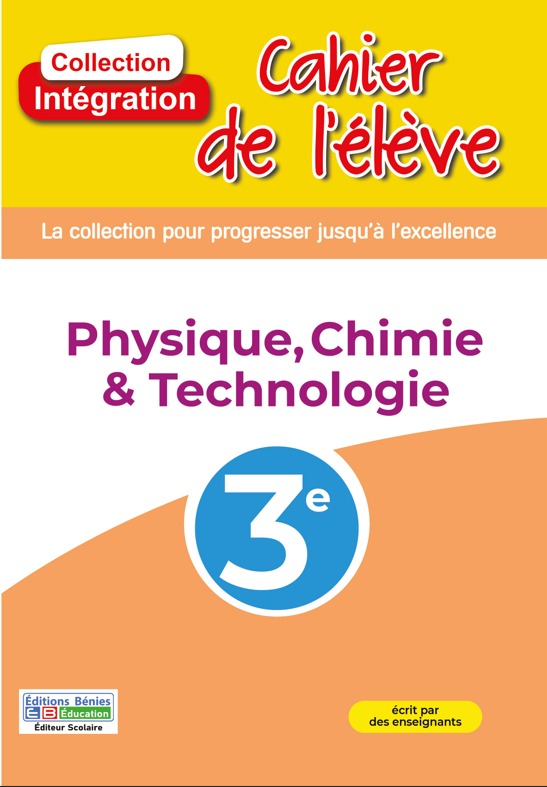 Collection
Intégration
Cahier
de l'élève
La collection pour progresser jusqu'à l'excellence
Physique, Chimie
& Technologie
3e
Éditions Bénies
EB Éducation
Éditeur Scolaire
écrit par
des enseignants